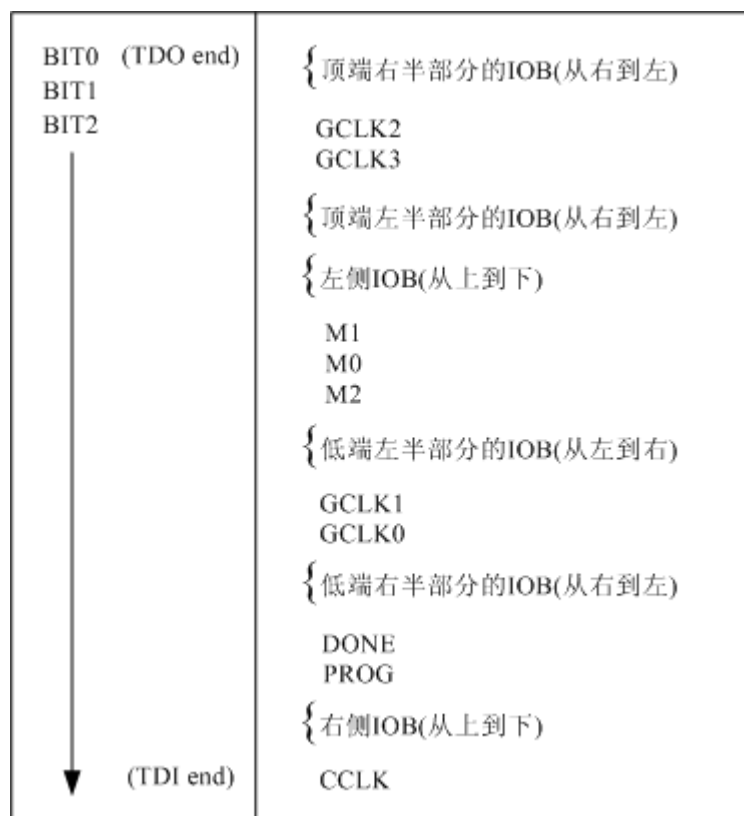 BIT0 (TDO end)
BIT1
BIT2
{顶端右半部分的IOB(从右到左)
GCLK2
GCLK3
{顶端左半部分的IOB(从右到左)
{左侧IOB(从上到下)
M1
M0
M2
{低端左半部分的IOB(从左到右)
GCLK1
GCLK0
{低端右半部分的IOB(从右到左)
DONE
PROG
{右侧IOB(从上到下)
(TDI end)
CCLK